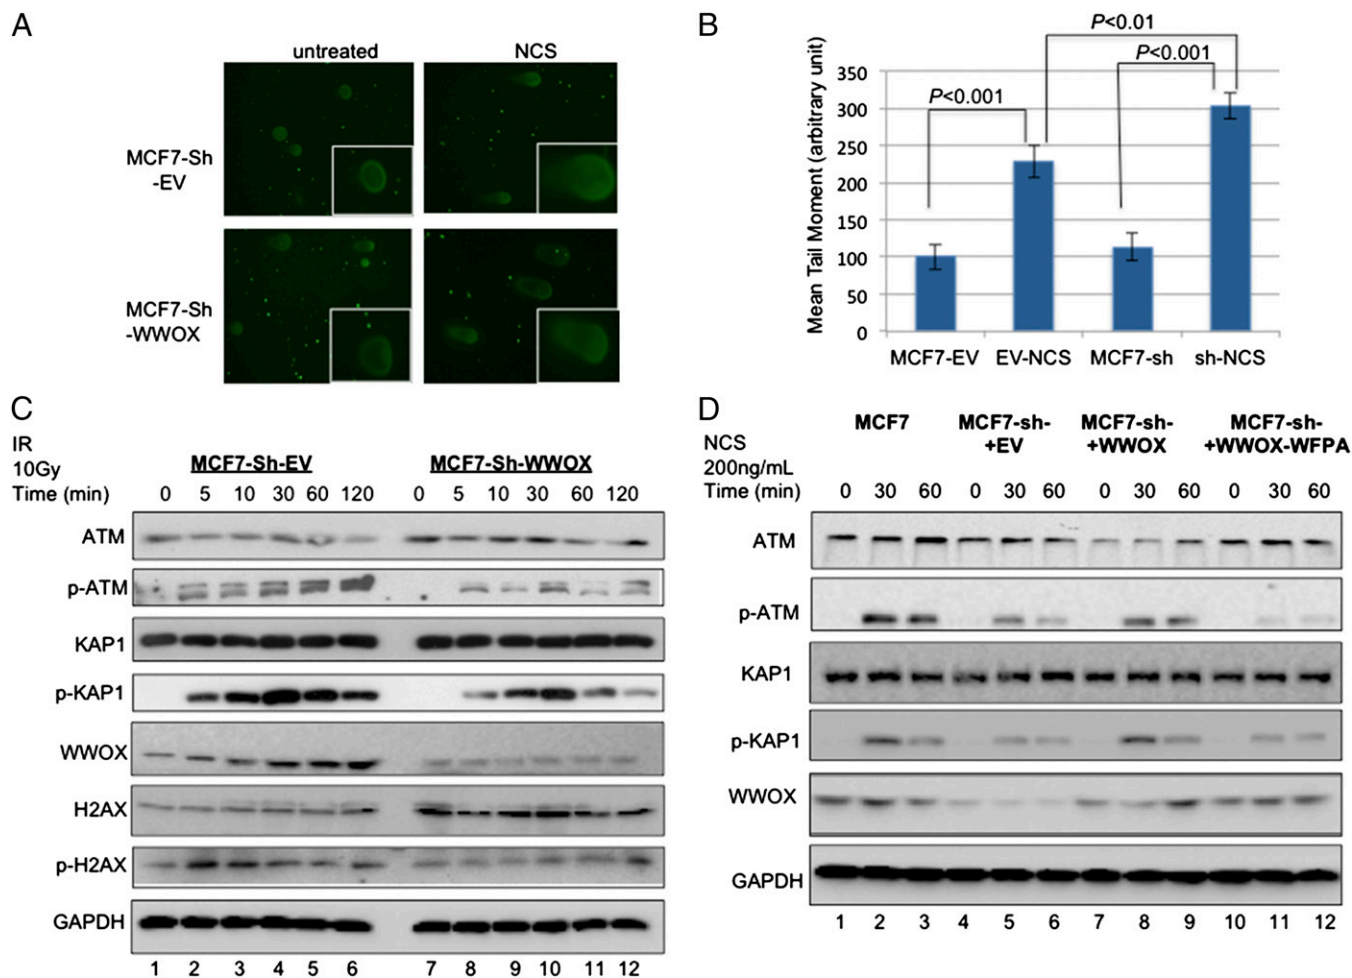 A
untreated
NCS
MCF7-Sh
-EV
MCF7-Sh
-WWOX
B
P<0.01
P<0.001
P<0.001
Mean Tail Moment (arbitrary unit)
350
300
250
200
150
100
50
0
MCF7-EV
EV-NCS
MCF7-sh
sh-NCS
C
IR
10Gy
Time (min)
MCF7-Sh-EV
MCF7-Sh-WWOX
0 5 10 30 60 120 0 5 10 30 60 120
ATM
p-ATM
KAP1
p-KAP1
WWOX
H2AX
p-H2AX
GAPDH
1 2 3 4 5 6 7 8 9 10 11 12
D
NCS
200ng/mL
Time (min)
MCF7
MCF7-sh-
+EV
MCF7-sh-
+WWOX
MCF7-sh-
+WWOX-WFPA
0 30 60 0 30 60 0 30 60 0 30 60
ATM
p-ATM
KAP1
p-KAP1
WWOX
GAPDH
1 2 3 4 5 6 7 8 9 10 11 12